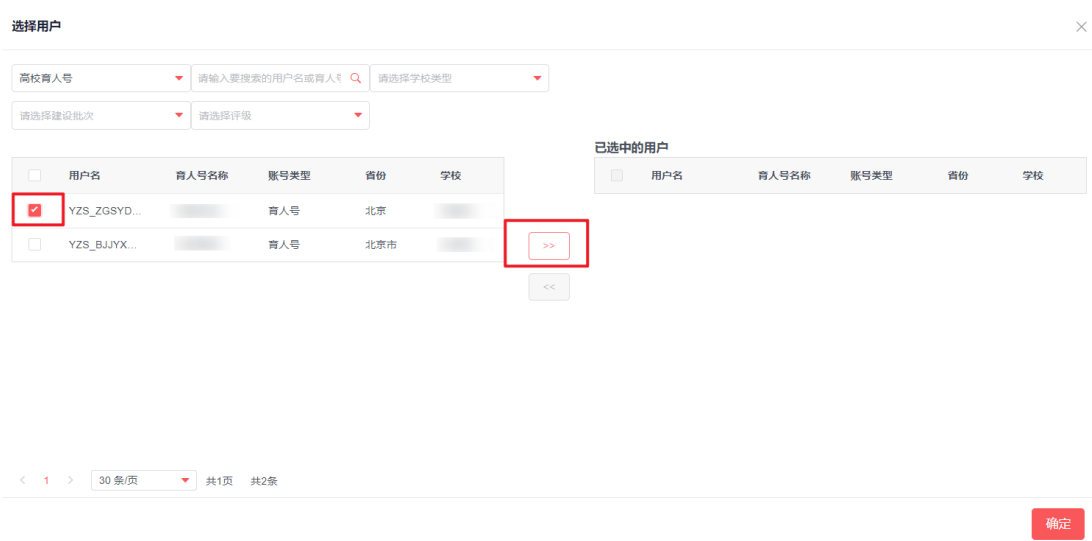 选择用户
高校育人号 请输入要搜索的用户名或育人号 请选择学校类型
请选择建设批次 请选择评级
已选中的用户
用户名 育人号名称 账号类型 省份 学校 用户名 育人号名称 账号类型 省份 学校
YZS_ZGSYD... 育人号 北京
YZS_BJJYX... 育人号 北京市
>>
<<
< 1 > 30 条/页 共1页 共2条
确定